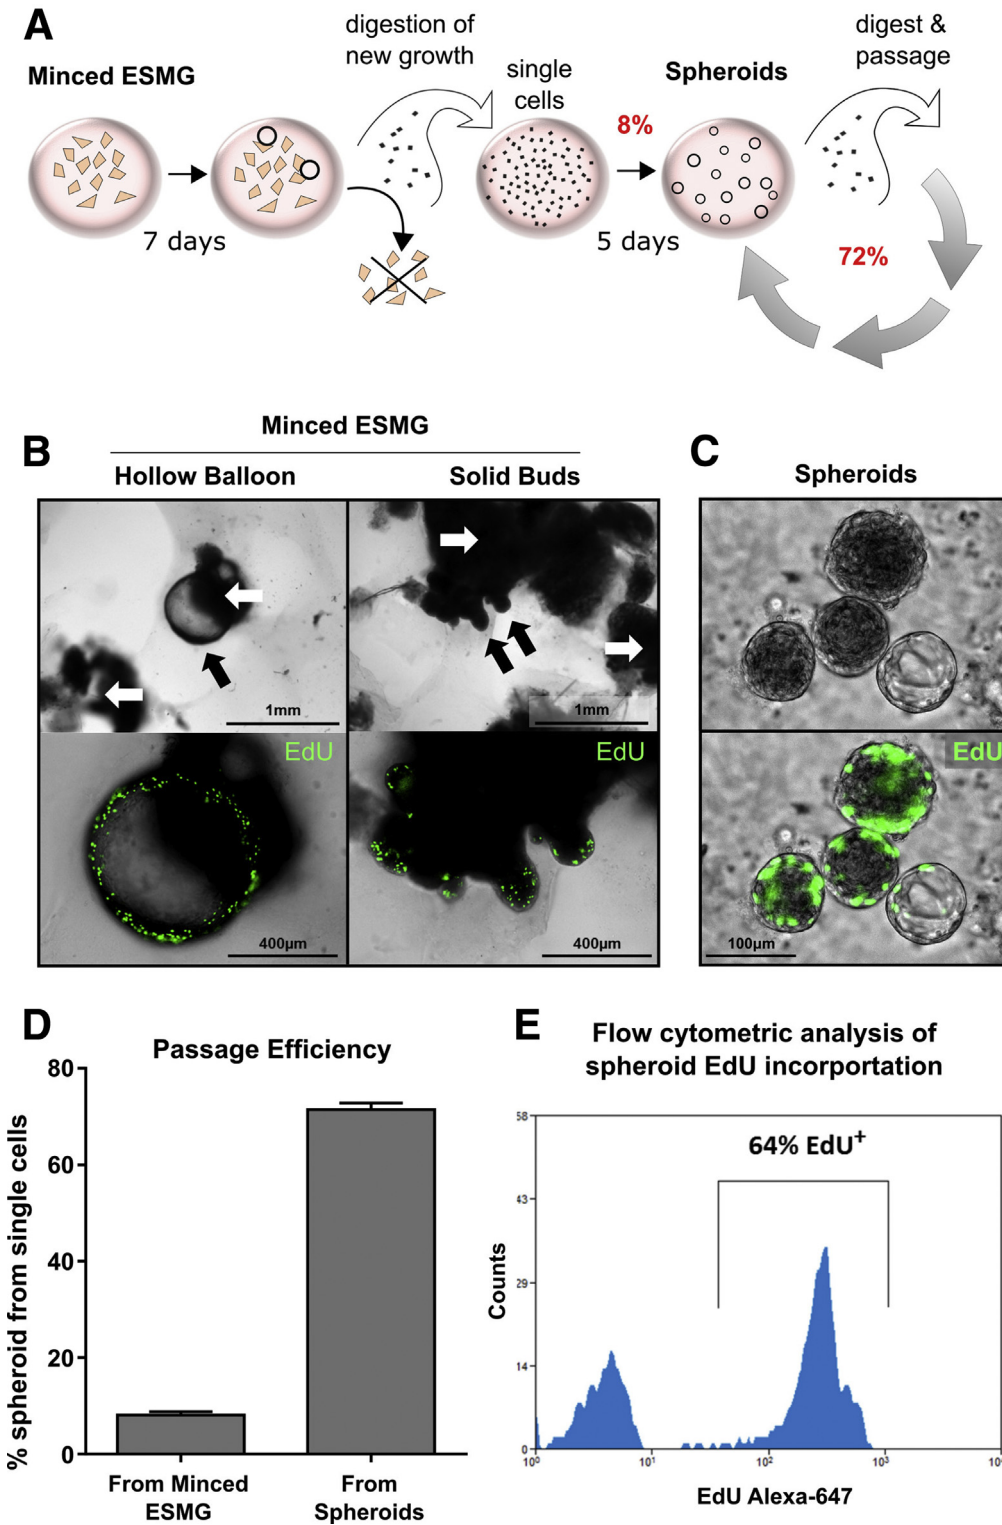 A
Minced ESMG
digestion of
new growth
single
cells
Spheroids
digest &
passage
8%
7 days
5 days
72%
B
Minced ESMG
Hollow Balloon
Solid Buds
C
Spheroids
1mm
1mm
EdU
EdU
EdU
400µm
400µm
100µm
D
Passage Efficiency
% spheroid from single cells
80
60
40
20
0
From Minced
ESMG
From
Spheroids
E
Flow cytometric analysis of
spheroid EdU incorportation
64% EdU⁺
Counts
58
43
29
14
0
10⁰
10¹
10²
10³
EdU Alexa-647